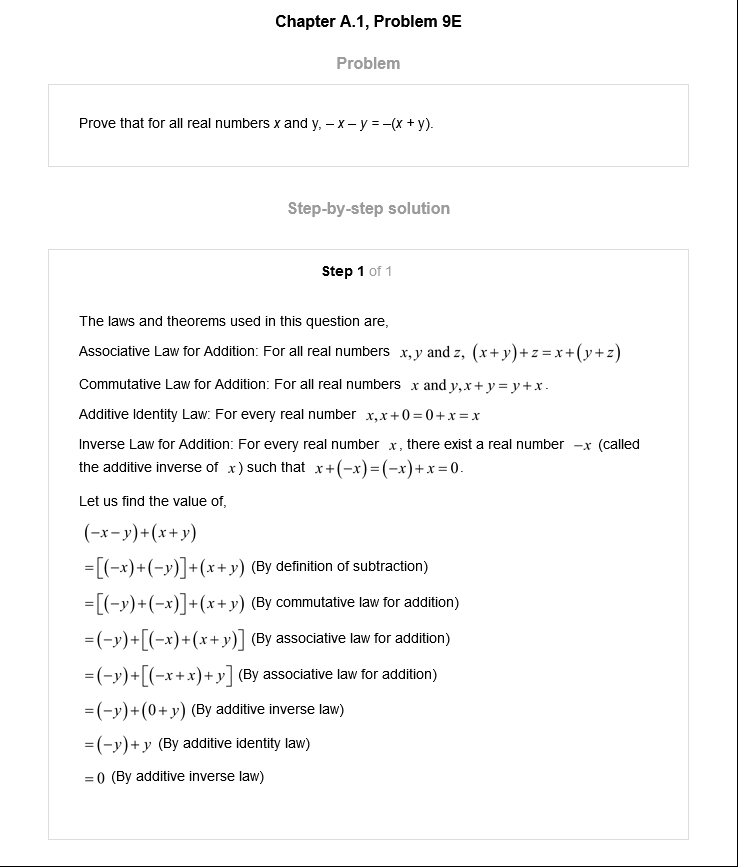 Chapter A.1, Problem 9E
Problem
Prove that for all real numbers x and y, – x – y = –(x + y).
Step-by-step solution
Step 1 of 1
The laws and theorems used in this question are,
Associative Law for Addition: For all real numbers x, y and z, (x+y)+z=x+(y+z)
Commutative Law for Addition: For all real numbers x and y, x+y=y+x.
Additive Identity Law: For every real number x, x+0=0+x=x
Inverse Law for Addition: For every real number x, there exist a real number −x (called
the additive inverse of x) such that x+(−x)=(−x)+x=0.
Let us find the value of,
(−x−y)+(x+y)
=[(−x)+(−y)]+(x+y) (By definition of subtraction)
=[(−y)+(−x)]+(x+y) (By commutative law for addition)
=(−y)+[(−x)+(x+y)] (By associative law for addition)
=(−y)+[(−x+x)+y] (By associative law for addition)
=(−y)+(0+y) (By additive inverse law)
=(−y)+y (By additive identity law)
=0 (By additive inverse law)